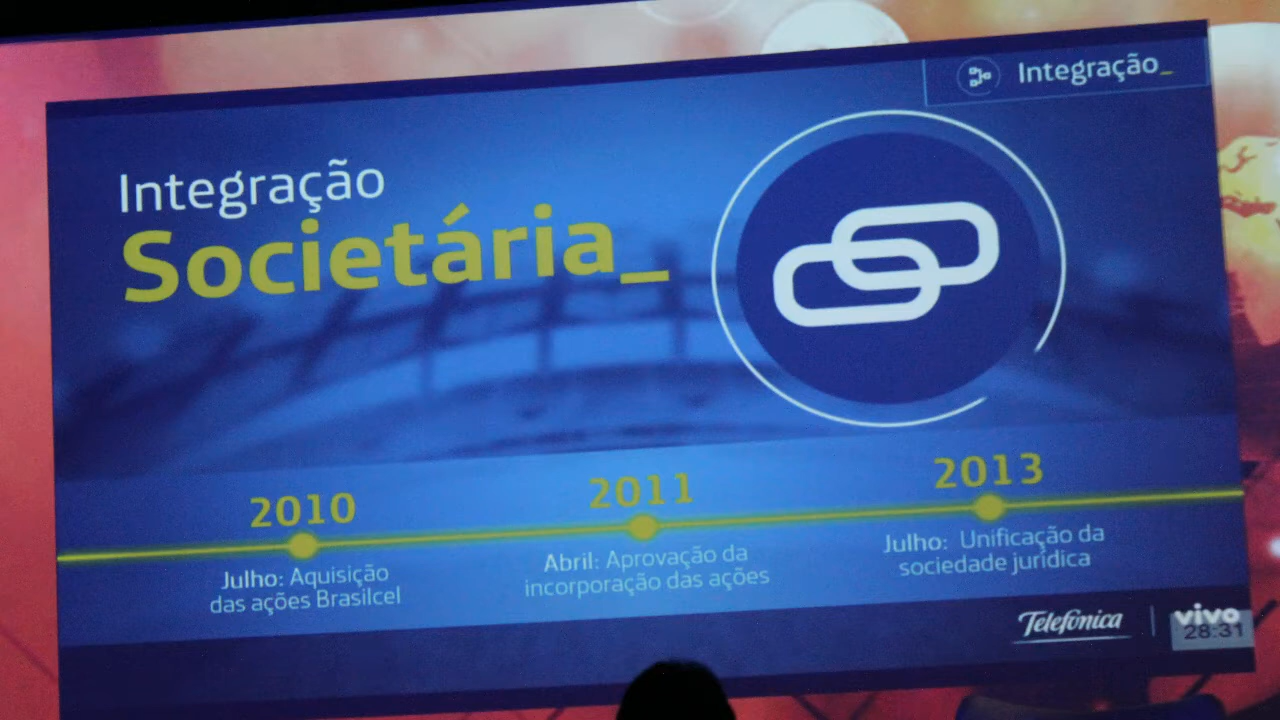 Integração_
Integração
Societária_
2010
2011
2013
Julho: Aquisição
das ações Brasilcel
Abril: Aprovação da
incorporação das ações
Julho: Unificação da
sociedade jurídica
Telefónica | vivo
28:31